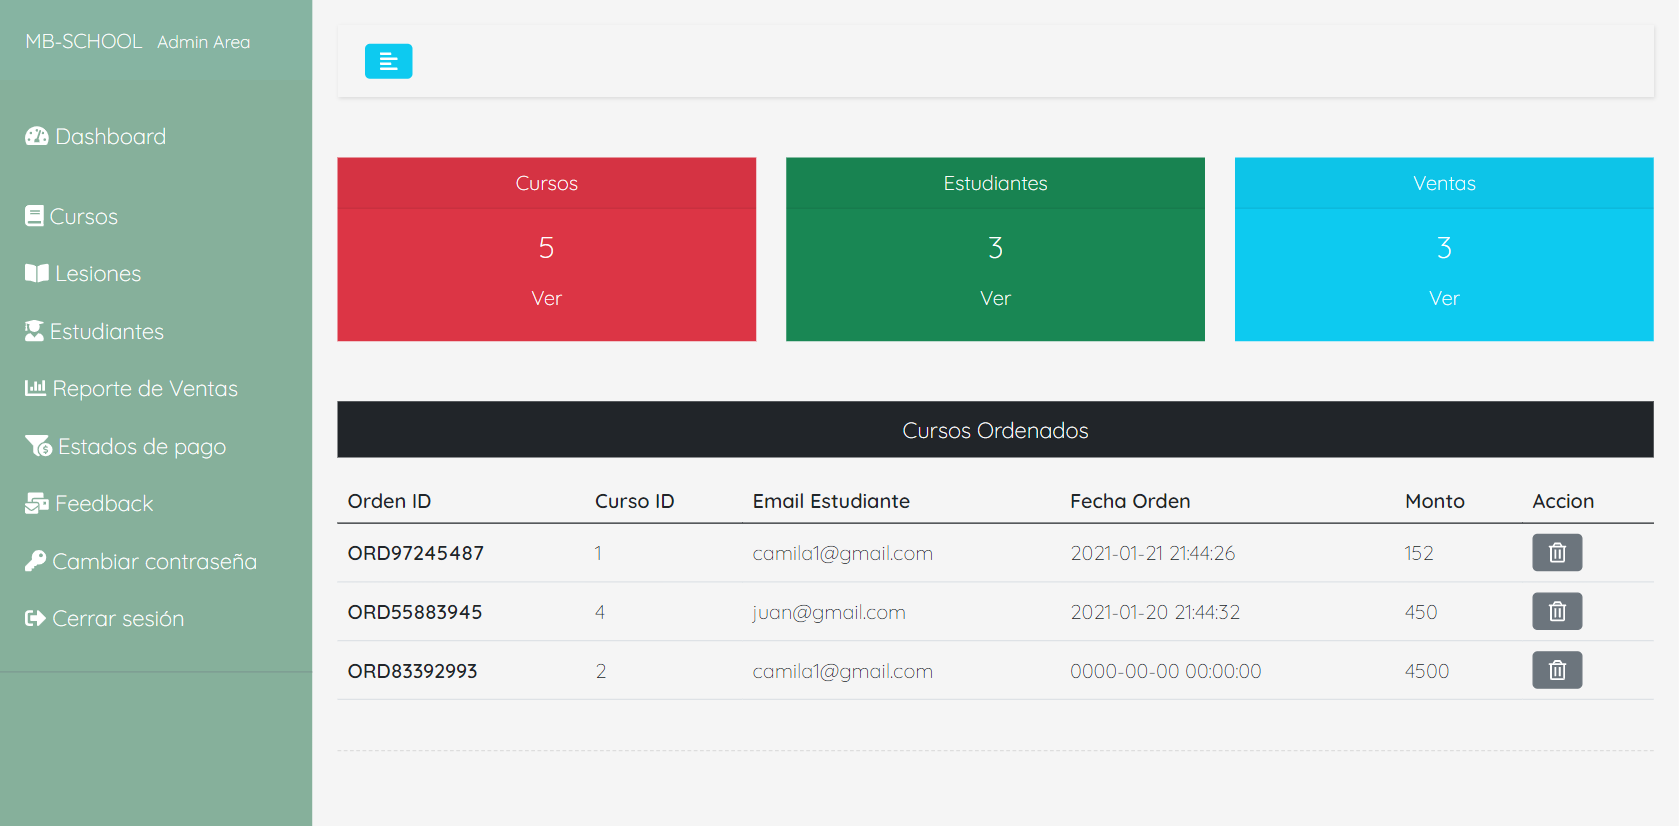 MB-SCHOOL Admin Area
Dashboard
Cursos
Lesiones
Estudiantes
Reporte de Ventas
Estados de pago
Feedback
Cambiar contraseña
Cerrar sesión
Cursos
5
Ver
Estudiantes
3
Ver
Ventas
3
Ver
Cursos Ordenados
Orden ID Curso ID Email Estudiante Fecha Orden Monto Accion
ORD97245487 1 camila1@gmail.com 2021-01-21 21:44:26 152
ORD55883945 4 juan@gmail.com 2021-01-20 21:44:32 450
ORD83392993 2 camila1@gmail.com 0000-00-00 00:00:00 4500